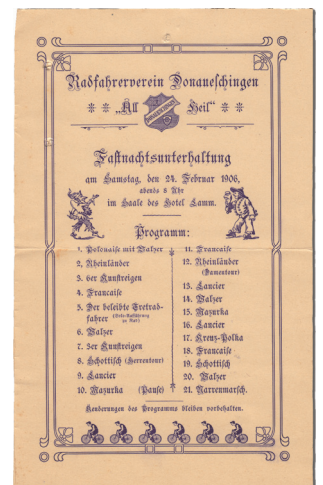 Radfahrerverein Donaueschingen
„All Heil“
Fastnachtsunterhaltung
am Samstag, den 24. Februar 1906,
abends 8 Uhr
im Saale des Hotel Lamm.
Programm:
1. Polonaise mit Walzer
2. Rheinländer
3. 6er Kunstreigen
4. Francaise
5. Der beliebte Tretrad-
fahrer
6. Walzer
7. 3er Kunstreigen
8. Schottisch (Herrentour)
9. Lancier
10. Mazurka (Pause)
11. Francaise
12. Rheinländer
(Damentour)
13. Lancier
14. Walzer
15. Mazurka
16. Lancier
17. Kreuz-Polka
18. Francaise
19. Schottisch
20. Walzer
21. Narrenmarsch.
Aenderungen des Programms bleiben vorbehalten.